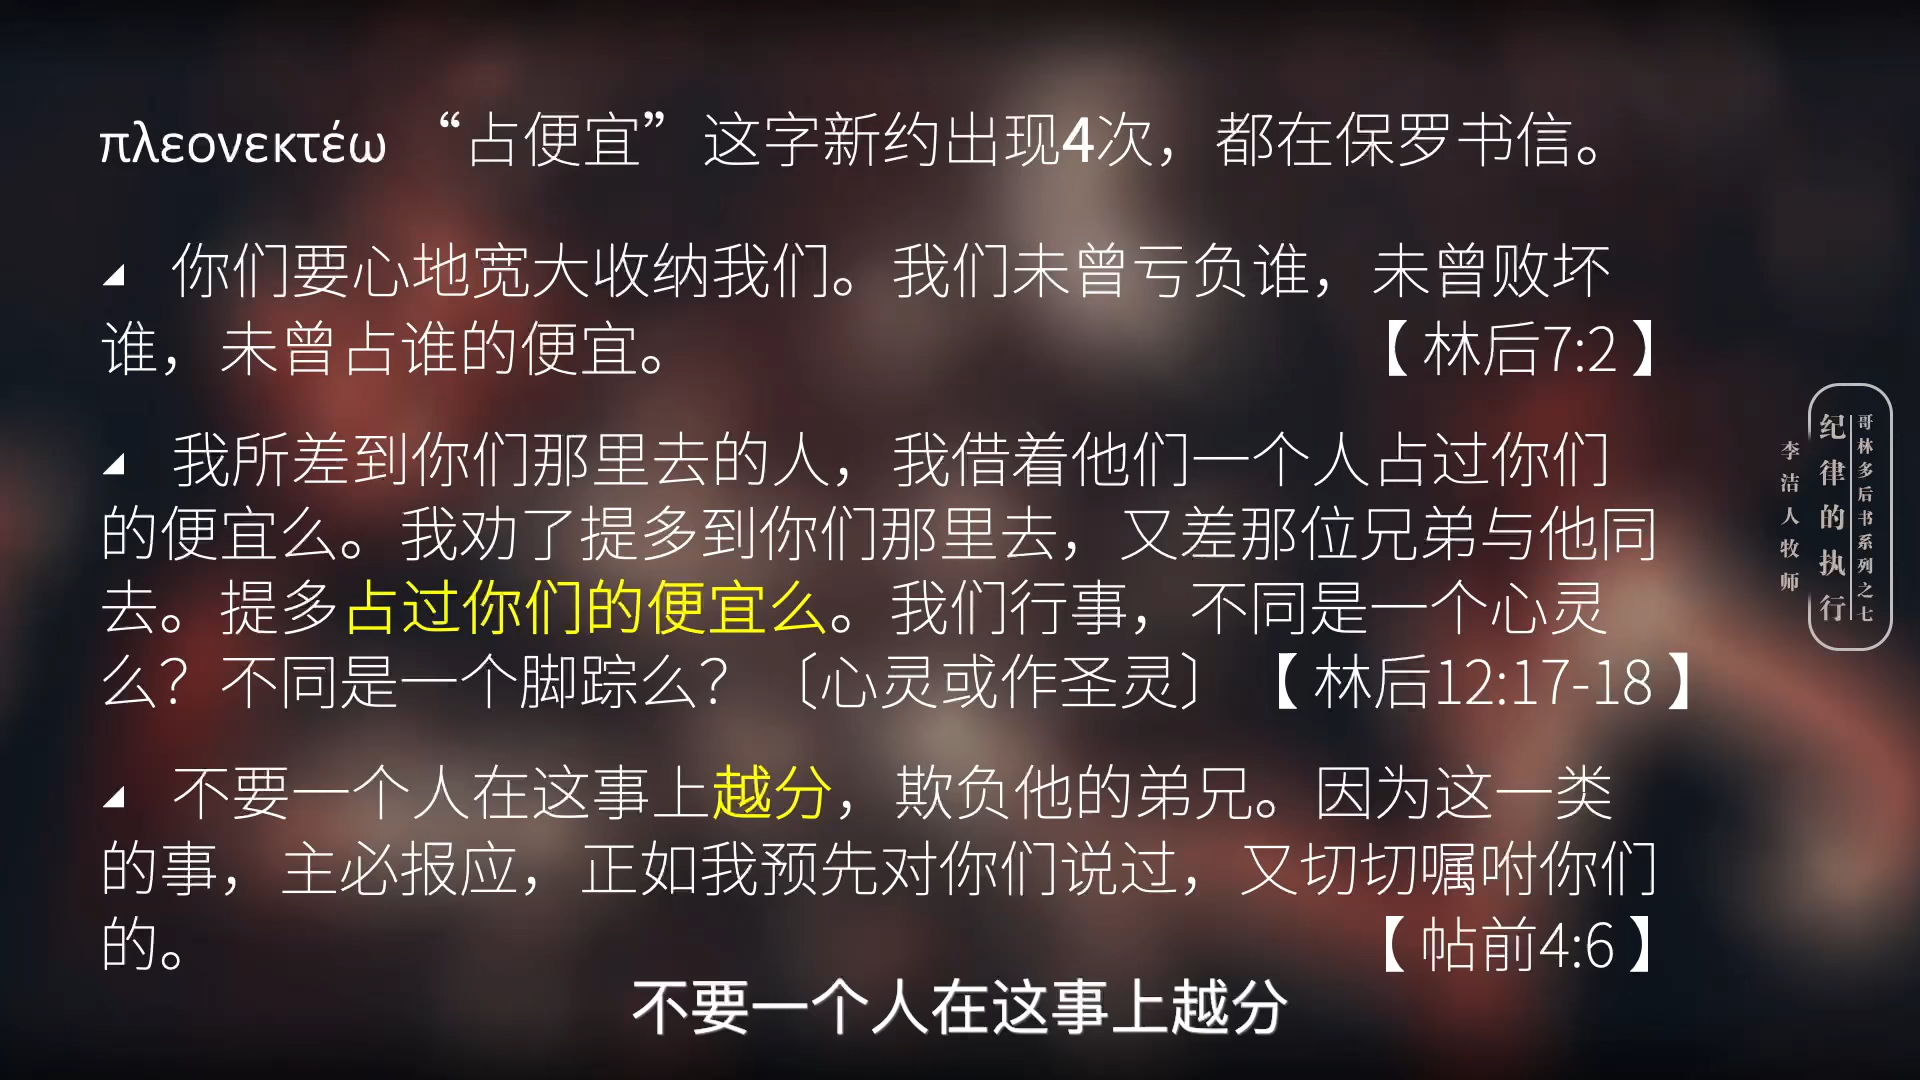 πλεονεκτέω “占便宜”这字新约出现4次，都在保罗书信。
◢ 你们要心地宽大收纳我们。我们未曾亏负谁，未曾败坏
谁，未曾占谁的便宜。 【 林后7:2 】
◢ 我所差到你们那里去的人，我借着他们一个人占过你们
的便宜么。我劝了提多到你们那里去，又差那位兄弟与他同
去。提多占过你们的便宜么。我们行事，不同是一个心灵
么？不同是一个脚踪么？〔心灵或作圣灵〕【 林后12:17-18 】
◢ 不要一个人在这事上越分，欺负他的弟兄。因为这一类
的事，主必报应，正如我预先对你们说过，又切切嘱咐你们
的。 【 帖前4:6 】
不要一个人在这事上越分
哥林多后书系列之七
纪律的执行
李洁人牧师